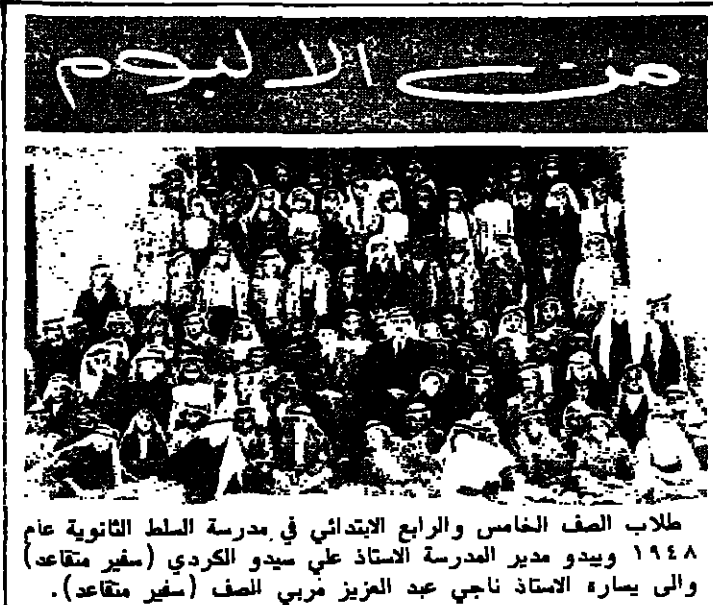 من الالبوم
طلاب الصف الخامس والرابع الابتدائي في مدرسة السلط الثانوية عام
١٩٤٨ ويبدو مدير المدرسة الاستاذ علي سيدو الكردي (سفير متقاعد)
والى يساره الاستاذ ناجي عبد العزيز مربي الصف (سفير متقاعد).